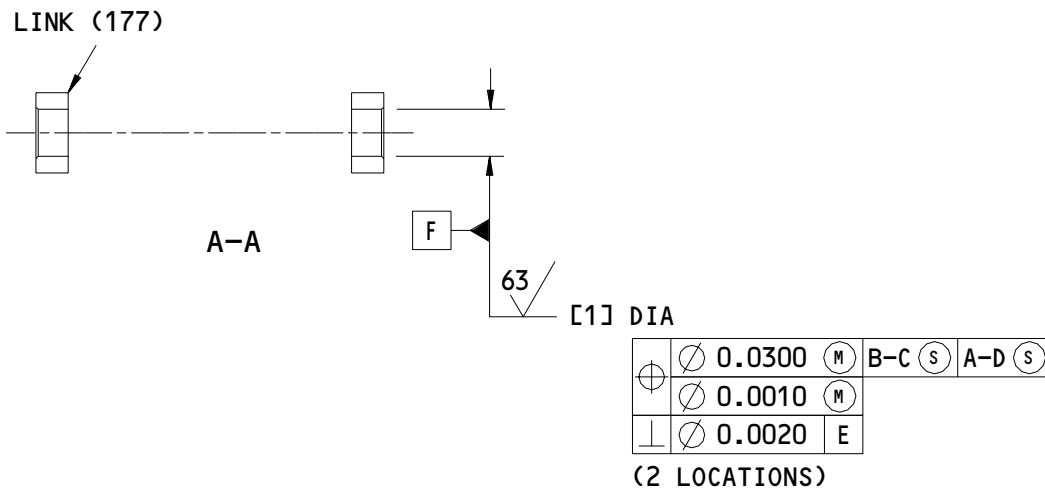 LINK (177)
A-A
F
63
[1] DIA
⌖ ⌀ 0.0300 Ⓜ B-C Ⓢ A-D Ⓢ
⌀ 0.0010 Ⓜ
⊥ ⌀ 0.0020 E
(2 LOCATIONS)